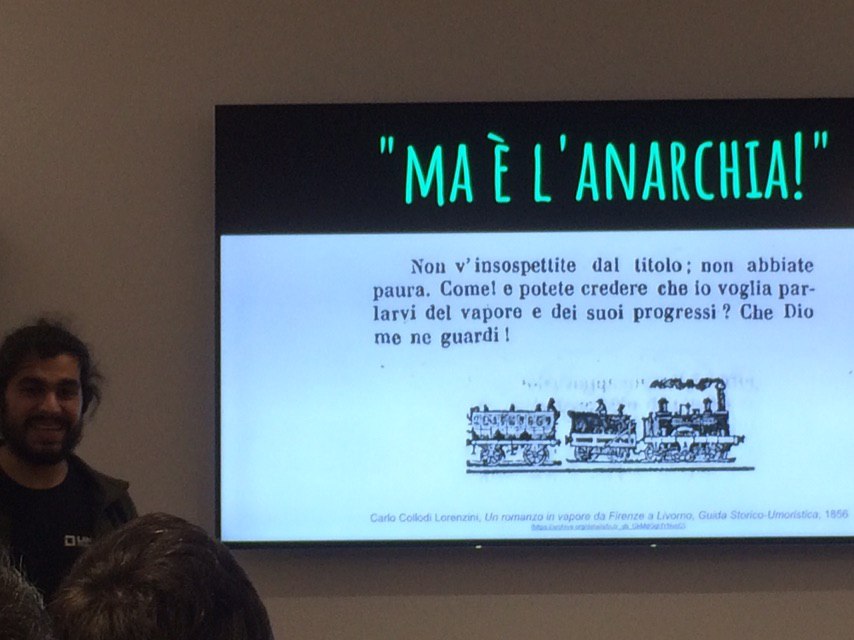 "MA È L'ANARCHIA!"
Non v'insospettite dal titolo; non abbiate
paura. Come! e potete credere che io voglia par-
larvi del vapore e dei suoi progressi? Che Dio
me ne guardi!
Carlo Collodi Lorenzini, Un romanzo in vapore da Firenze a Livorno, Guida Storico-Umoristica, 1856